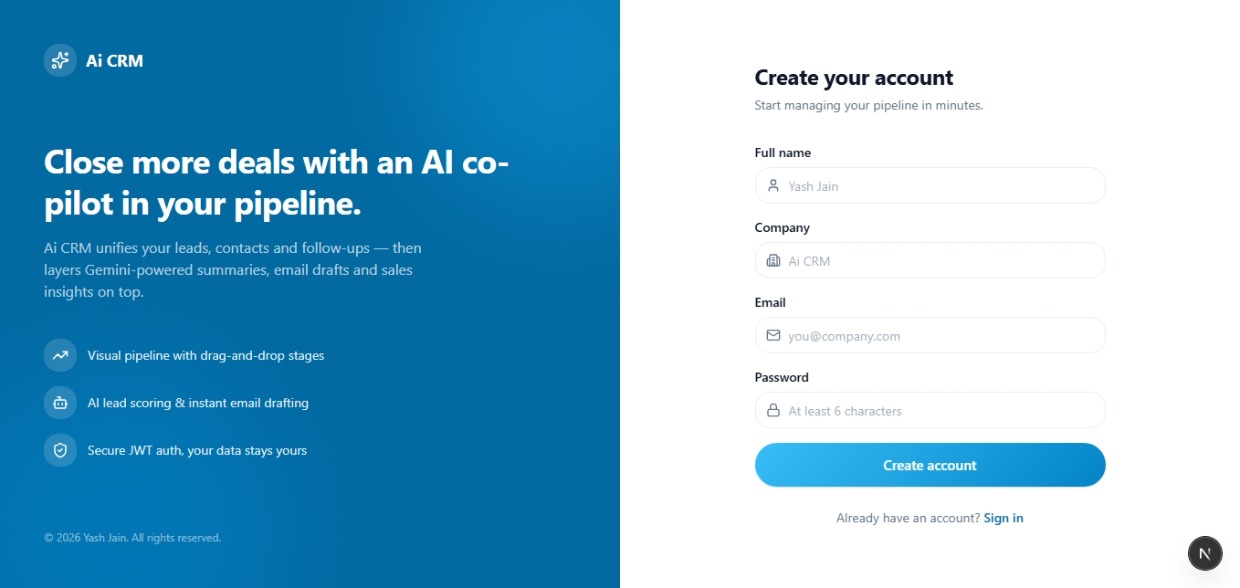 Ai CRM
Close more deals with an AI co-
pilot in your pipeline.
Ai CRM unifies your leads, contacts and follow-ups — then
layers Gemini-powered summaries, email drafts and sales
insights on top.
Visual pipeline with drag-and-drop stages
AI lead scoring & instant email drafting
Secure JWT auth, your data stays yours
© 2026 Yash Jain. All rights reserved.
Create your account
Start managing your pipeline in minutes.
Full name
Yash Jain
Company
Ai CRM
Email
you@company.com
Password
At least 6 characters
Create account
Already have an account? Sign in
N